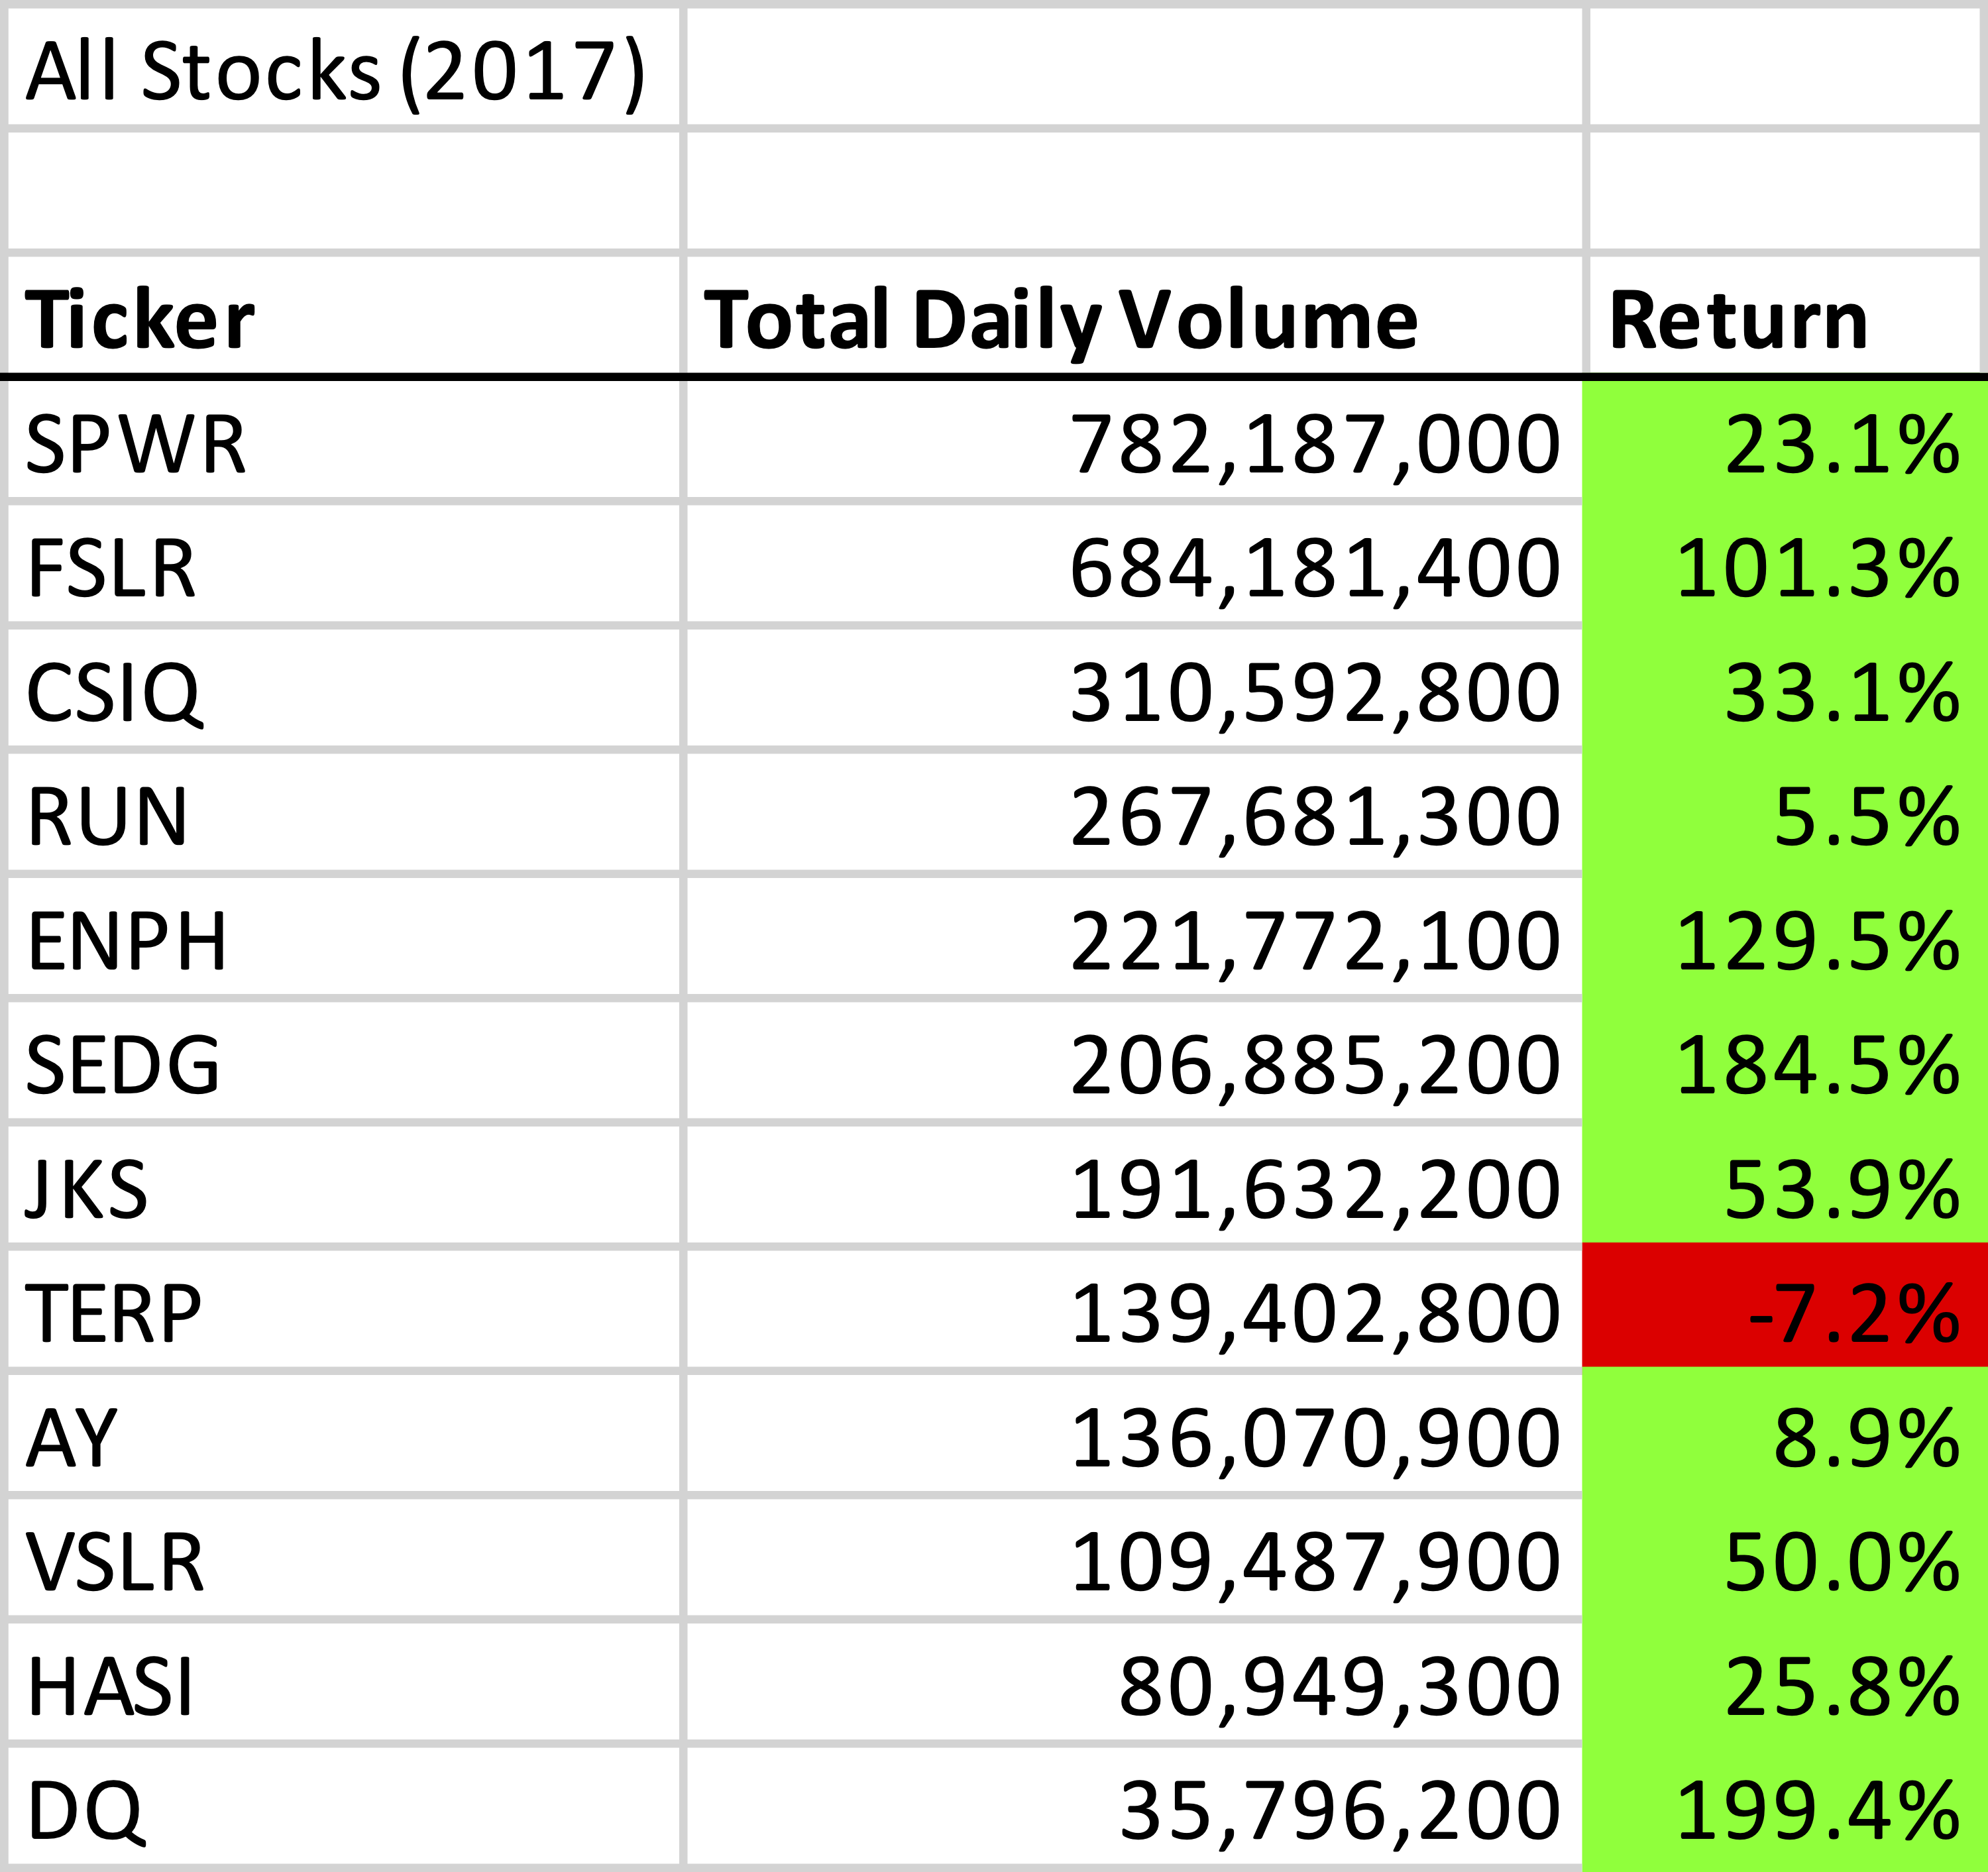 All Stocks (2017)
Ticker Total Daily Volume Return
SPWR 782,187,000 23.1%
FSLR 684,181,400 101.3%
CSIQ 310,592,800 33.1%
RUN 267,681,300 5.5%
ENPH 221,772,100 129.5%
SEDG 206,885,200 184.5%
JKS 191,632,200 53.9%
TERP 139,402,800 -7.2%
AY 136,070,900 8.9%
VSLR 109,487,900 50.0%
HASI 80,949,300 25.8%
DQ 35,796,200 199.4%